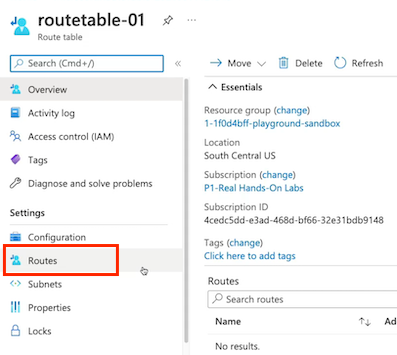 routetable-01
Route table
Search (Cmd+/)
Overview
Activity log
Access control (IAM)
Tags
Diagnose and solve problems
Settings
Configuration
Routes
Subnets
Properties
Locks
Move
Delete
Refresh
Essentials
Resource group (change)
1-1f0d4bff-playground-sandbox
Location
South Central US
Subscription (change)
P1-Real Hands-On Labs
Subscription ID
4cedc5dd-e3ad-468d-bf66-32e31bdb9148
Tags (change)
Click here to add tags
Routes
Search routes
Name Ad
No results.